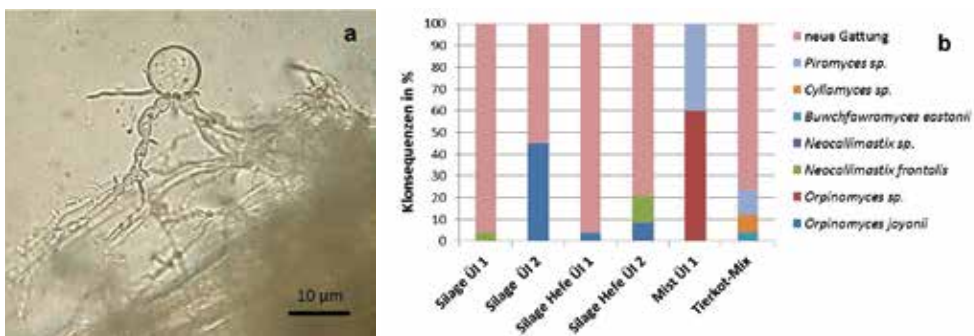 a
10 µm
b
Klonsequenzen in %
100
90
80
70
60
50
40
30
20
10
0
Silage Ül 1
Silage Ül 2
Silage Hefe Ül 1
Silage Hefe Ül 2
Mist Ül 1
Tierkot-Mix
neue Gattung
Piromyces sp.
Cyllamyces sp.
Buwchfawromyces eastonii
Neocallimastix sp.
Neocallimastix frontalis
Orpinomyces sp.
Orpinomyces joyonii